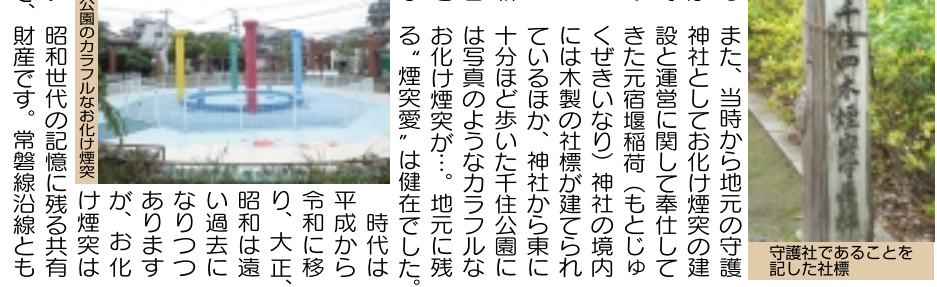 また、当時から地元の守護
神社としてお化け煙突の建
設と運営に関して奉仕して
きた元宿堰稲荷（もとじゅ
くぜきいなり）神社の境内
には木製の社標が建てられ
ているほか、神社から東に
十分ほど歩いた千住公園に
は写真のようなカラフルな
お化け煙突が…。地元に残
る“煙突愛”は健在でした。
時代は
平成から
令和に移
り、大正、
昭和は遠
い過去に
なりつつ
あります
が、お化
け煙突は
昭和世代の記憶に残る共有
財産です。常磐線沿線とも
公園のカラフルなお化け煙突
守護社であることを
記した社標